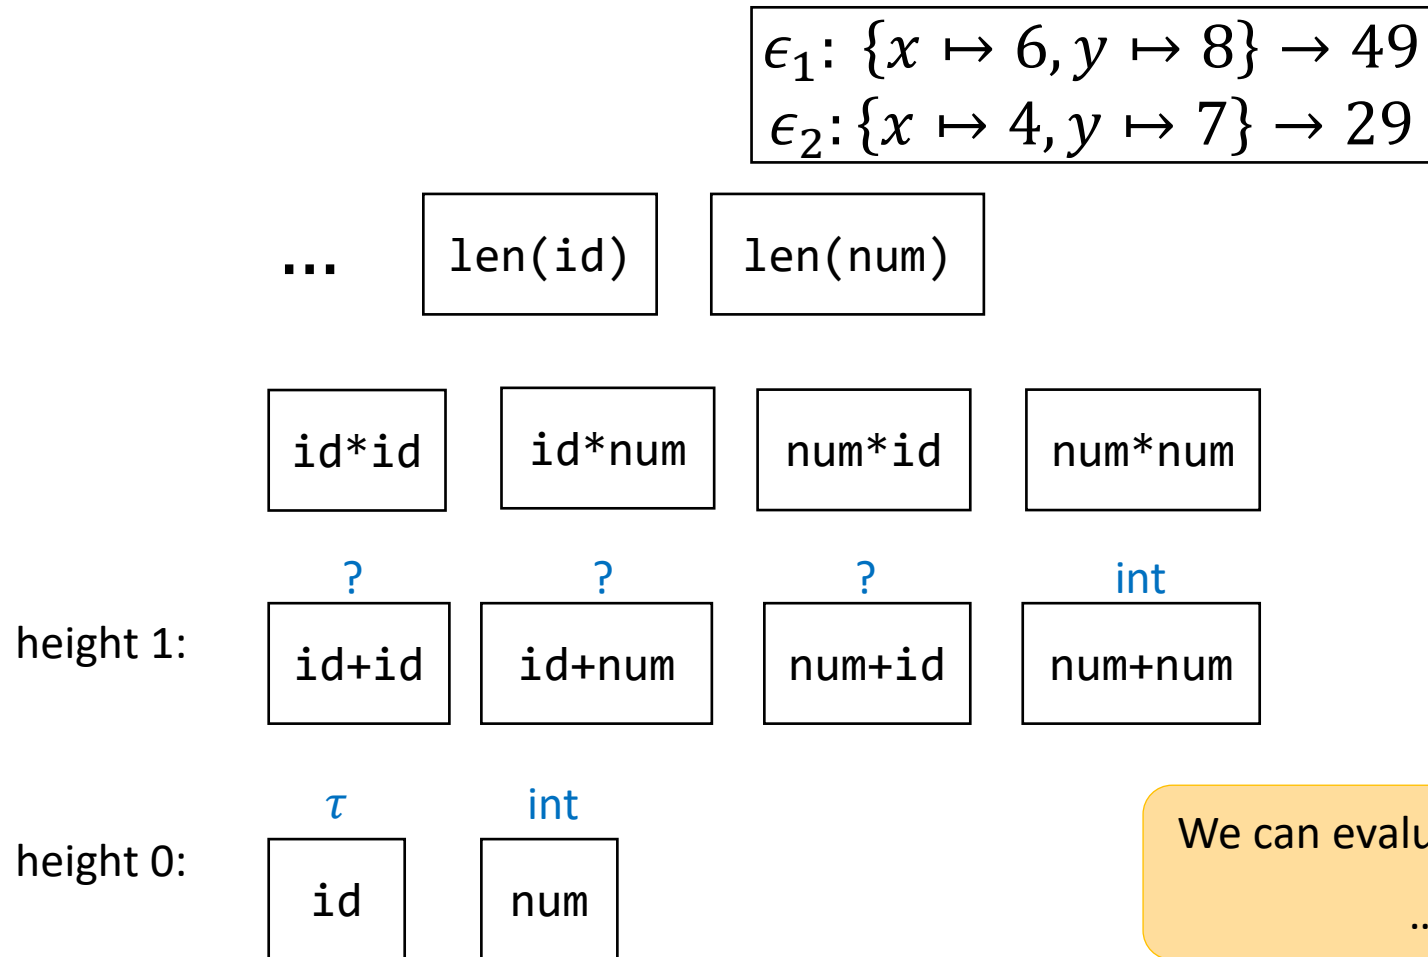 ϵ₁: {x ↦ 6, y ↦ 8} → 49
ϵ₂: {x ↦ 4, y ↦ 7} → 29
... len(id) len(num)
id*id id*num num*id num*num
? ? ? int
height 1: id+id id+num num+id num+num
τ int
height 0: id num
We can
...